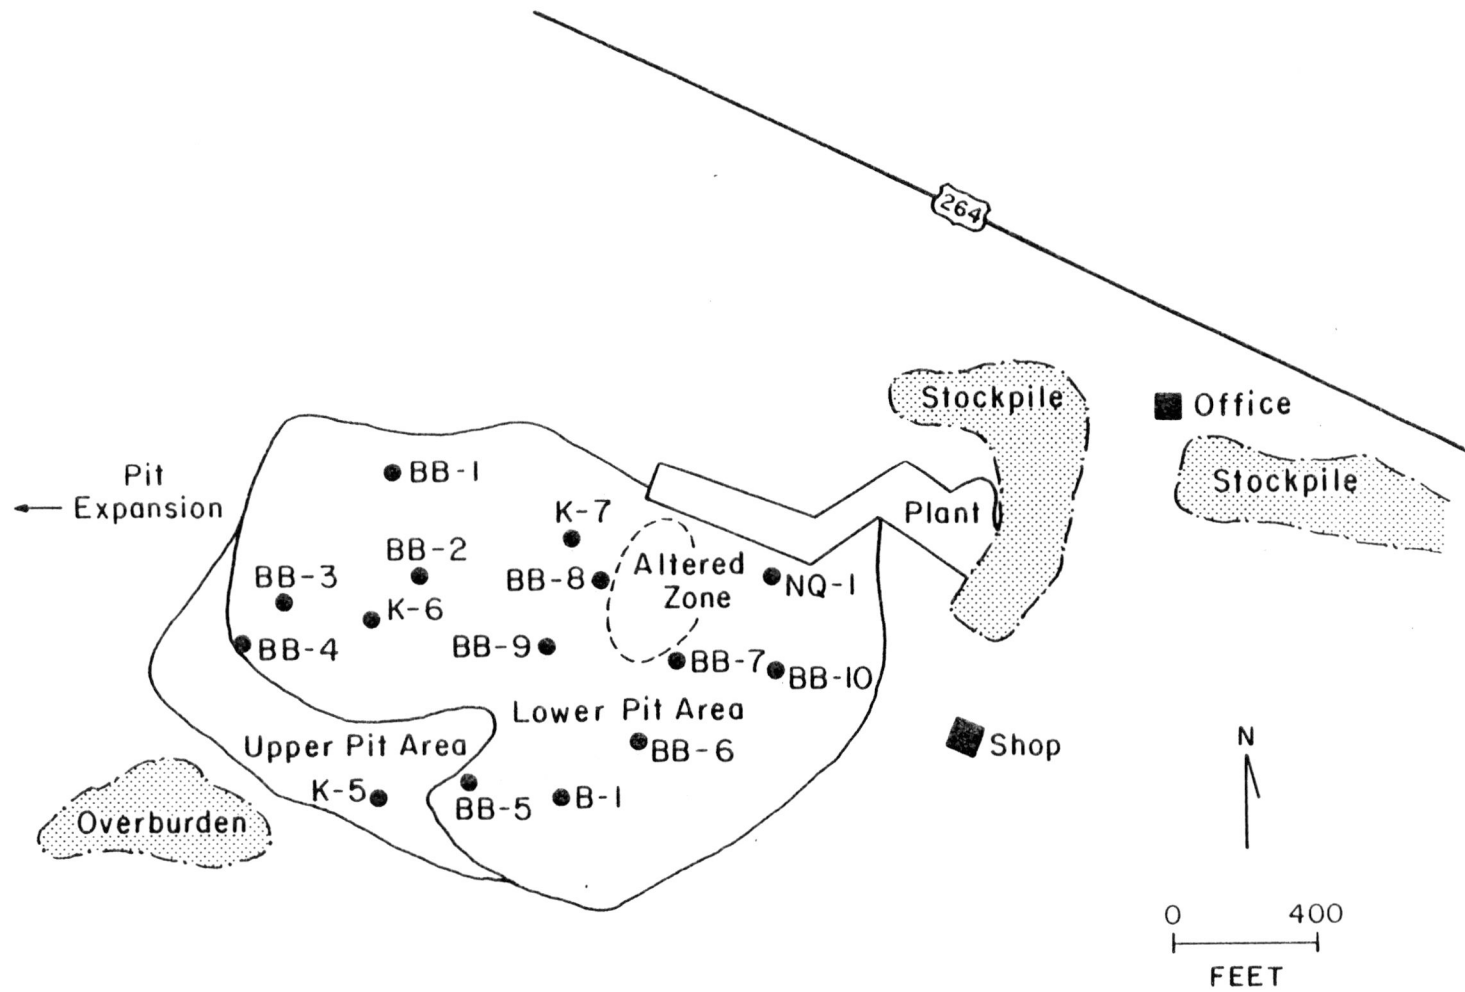 264
Stockpile
Office
Stockpile
Pit
Expansion
BB-1
Plant
K-7
BB-2
Altered
Zone
BB-3
BB-8
NQ-1
K-6
BB-4
BB-9
BB-7
BB-10
Lower Pit Area
Upper Pit Area
BB-6
Shop
N
K-5
BB-5
B-1
Overburden
0 400
FEET